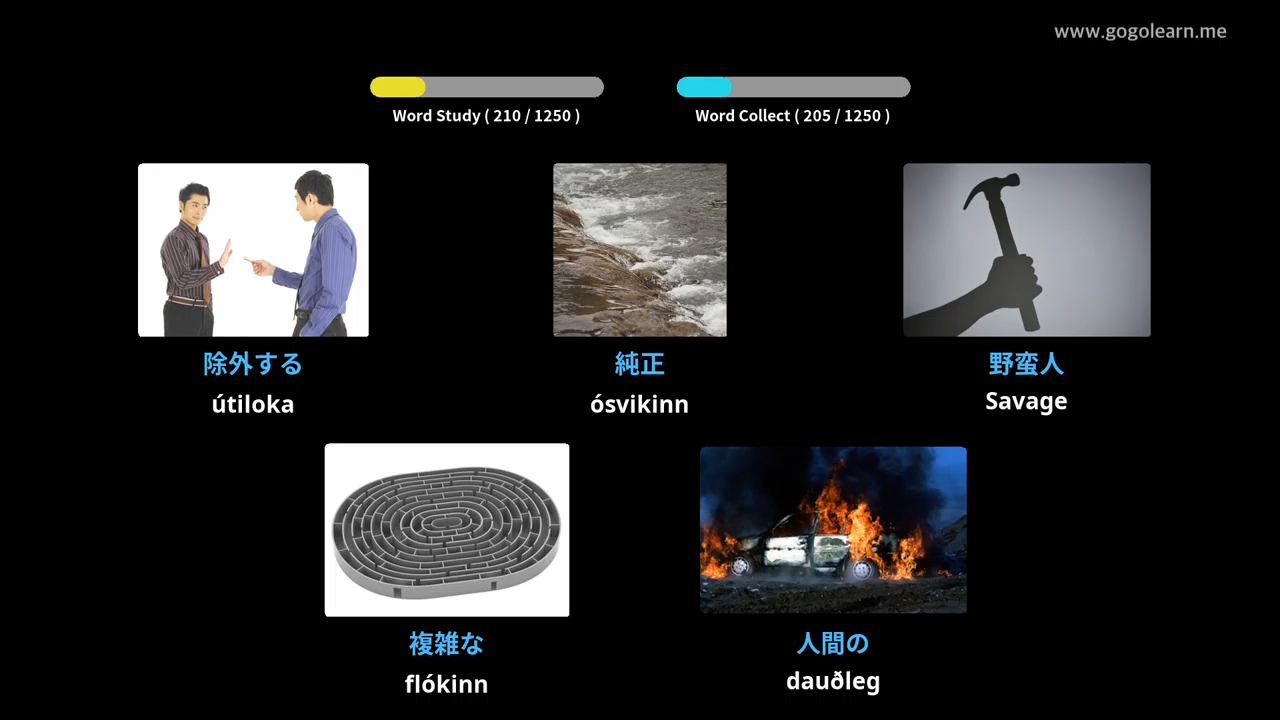 www.gogolearn.me
Word Study ( 210 / 1250 )
Word Collect ( 205 / 1250 )
除外する
útiloka
純正
ósvikinn
野蛮人
Savage
複雑な
flókinn
人間の
dauðleg